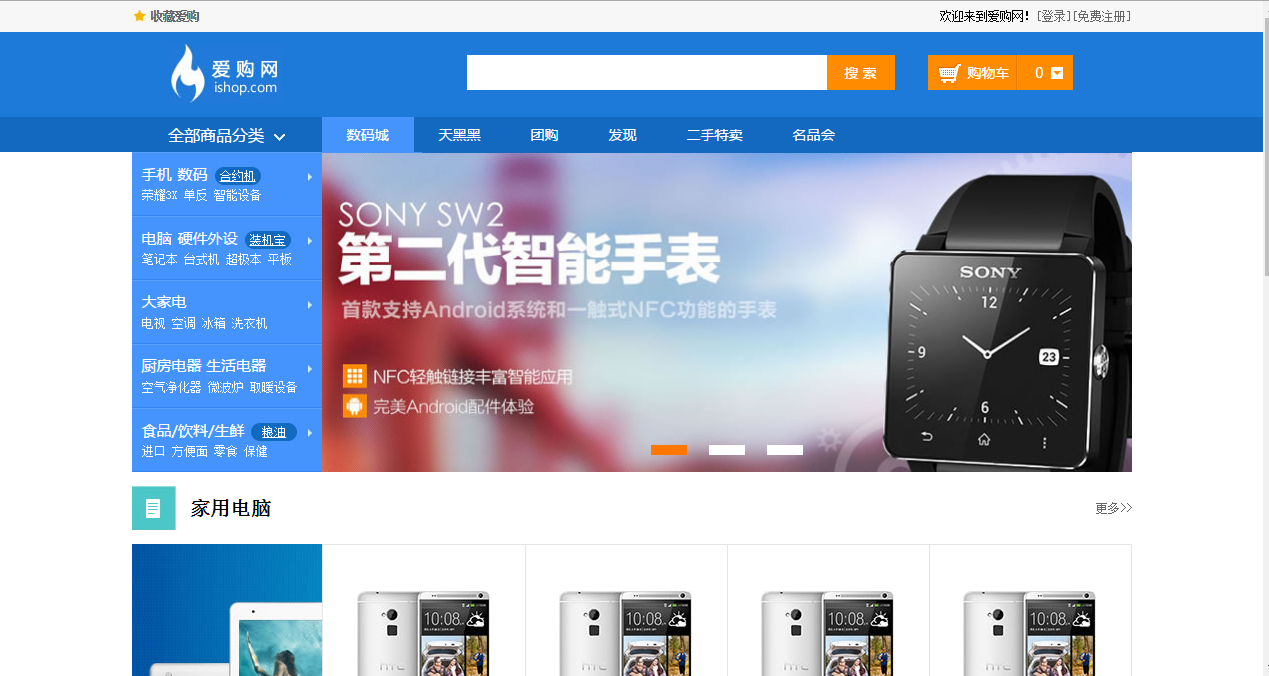 收藏爱购
欢迎来到爱购网! [登录][免费注册]
爱购网
ishop.com
搜 索
购物车 0
全部商品分类 数码城 天黑黑 团购 发现 二手特卖 名品会
手机 数码 合约机
荣耀3X 单反 智能设备
电脑 硬件外设 装机宝
笔记本 台式机 超极本 平板
大家电
电视 空调 冰箱 洗衣机
厨房电器 生活电器
空气净化器 微波炉 取暖设备
食品/饮料/生鲜 粮油
进口 方便面 零食 保健
SONY SW2
第二代智能手表
首款支持Android系统和一触式NFC功能的手表
NFC轻触链接丰富智能应用
完美Android配件体验
SONY
12
9
23
6
家用电脑
更多>>
10:08
hTC
10:08
hTC
10:08
hTC
10:08
hTC